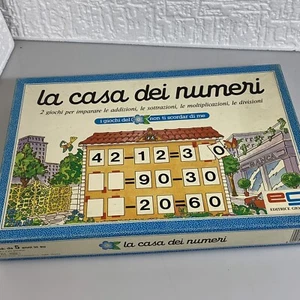 la casa dei numeri
2 giochi per imparare le addizioni, le sottrazioni, le moltiplicazioni, le divisioni
i giochi del non ti scordar di me
42-12=30
-90-30
-20=60
BANCA
EG
la casa dei numeri